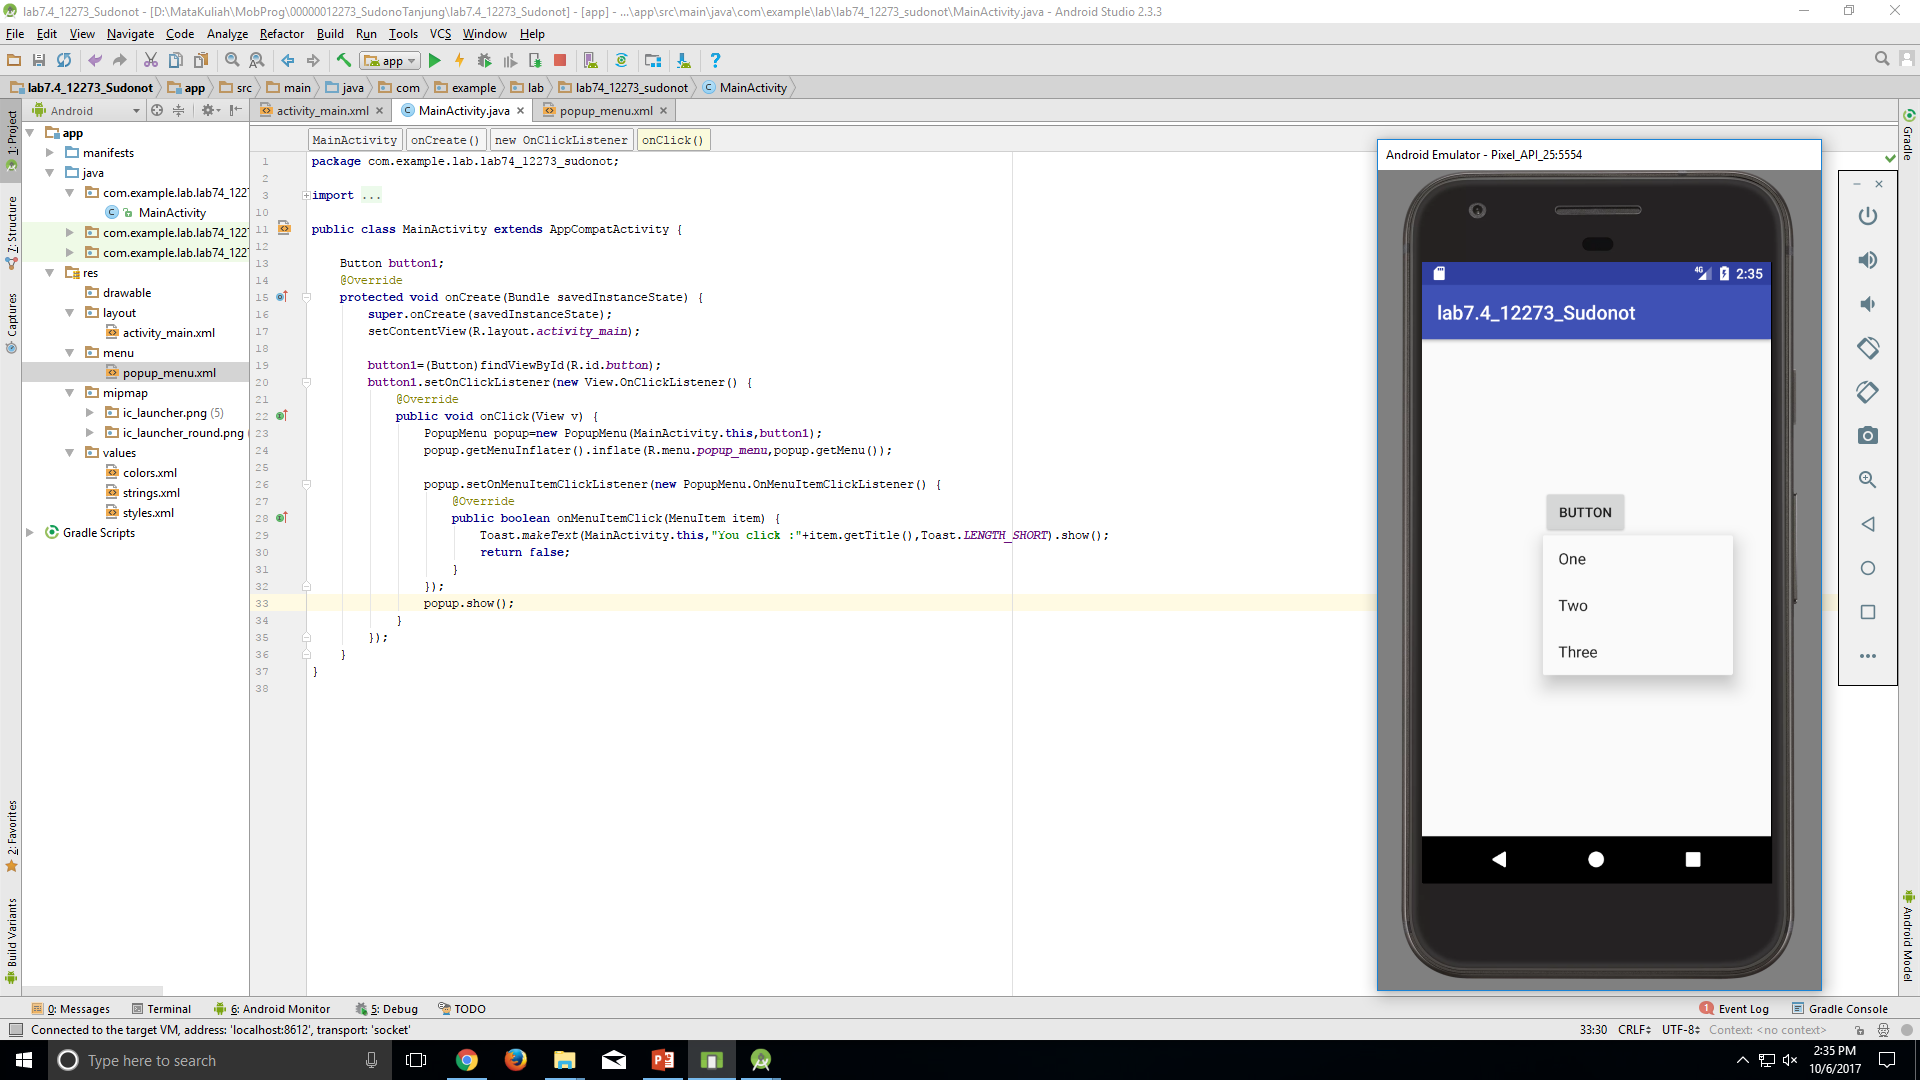 lab7.4_12273_Sudonot - [D:\MataKuliah\MobProg\00000012273_SudonoTanjung\lab7.4_12273_Sudonot] - [app] - ...\app\src\main\java\com\example\lab\lab74_12273_sudonot\MainActivity.java - Android Studio 2.3.3
File Edit View Navigate Code Analyze Refactor Build Run Tools VCS Window Help
app
lab7.4_12273_Sudonot app src main java com example lab lab74_12273_sudonot MainActivity
Android
activity_main.xml MainActivity.java popup_menu.xml
1: Project
7: Structure
Captures
2: Favorites
Build Variants
app
manifests
java
com.example.lab.lab74_122
MainActivity
com.example.lab.lab74_122
com.example.lab.lab74_122
res
drawable
layout
activity_main.xml
menu
popup_menu.xml
mipmap
ic_launcher.png (5)
ic_launcher_round.png
values
colors.xml
strings.xml
styles.xml
Gradle Scripts
MainActivity onCreate() new OnClickListener onClick()
1 package com.example.lab.lab74_12273_sudonot;
2
3 import ...
10
11 public class MainActivity extends AppCompatActivity {
12
13 Button button1;
14 @Override
15 protected void onCreate(Bundle savedInstanceState) {
16 super.onCreate(savedInstanceState);
17 setContentView(R.layout.activity_main);
18
19 button1=(Button)findViewById(R.id.button);
20 button1.setOnClickListener(new View.OnClickListener() {
21 @Override
22 public void onClick(View v) {
23 PopupMenu popup=new PopupMenu(MainActivity.this,button1);
24 popup.getMenuInflater().inflate(R.menu.popup_menu,popup.getMenu());
25
26 popup.setOnMenuItemClickListener(new PopupMenu.OnMenuItemClickListener() {
27 @Override
28 public boolean onMenuItemClick(MenuItem item) {
29 Toast.makeText(MainActivity.this,"You click :"+item.getTitle(),Toast.LENGTH_SHORT).show();
30 return false;
31 }
32 });
33 popup.show();
34 }
35 });
36 }
37 }
38
Android Emulator - Pixel_API_25:5554
4G 2:35
lab7.4_12273_Sudonot
BUTTON
One
Two
Three
Gradle
Android Model
0: Messages Terminal 6: Android Monitor 5: Debug TODO 1 Event Log Gradle Console
Connected to the target VM, address: 'localhost:8612', transport: 'socket' 33:30 CRLF UTF-8 Context: <no context>
Type here to search
2:35 PM
10/6/2017